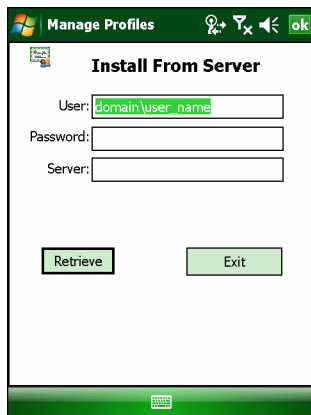 Manage Profiles ok
Install From Server
User: domain\user_name
Password:
Server:
Retrieve Exit